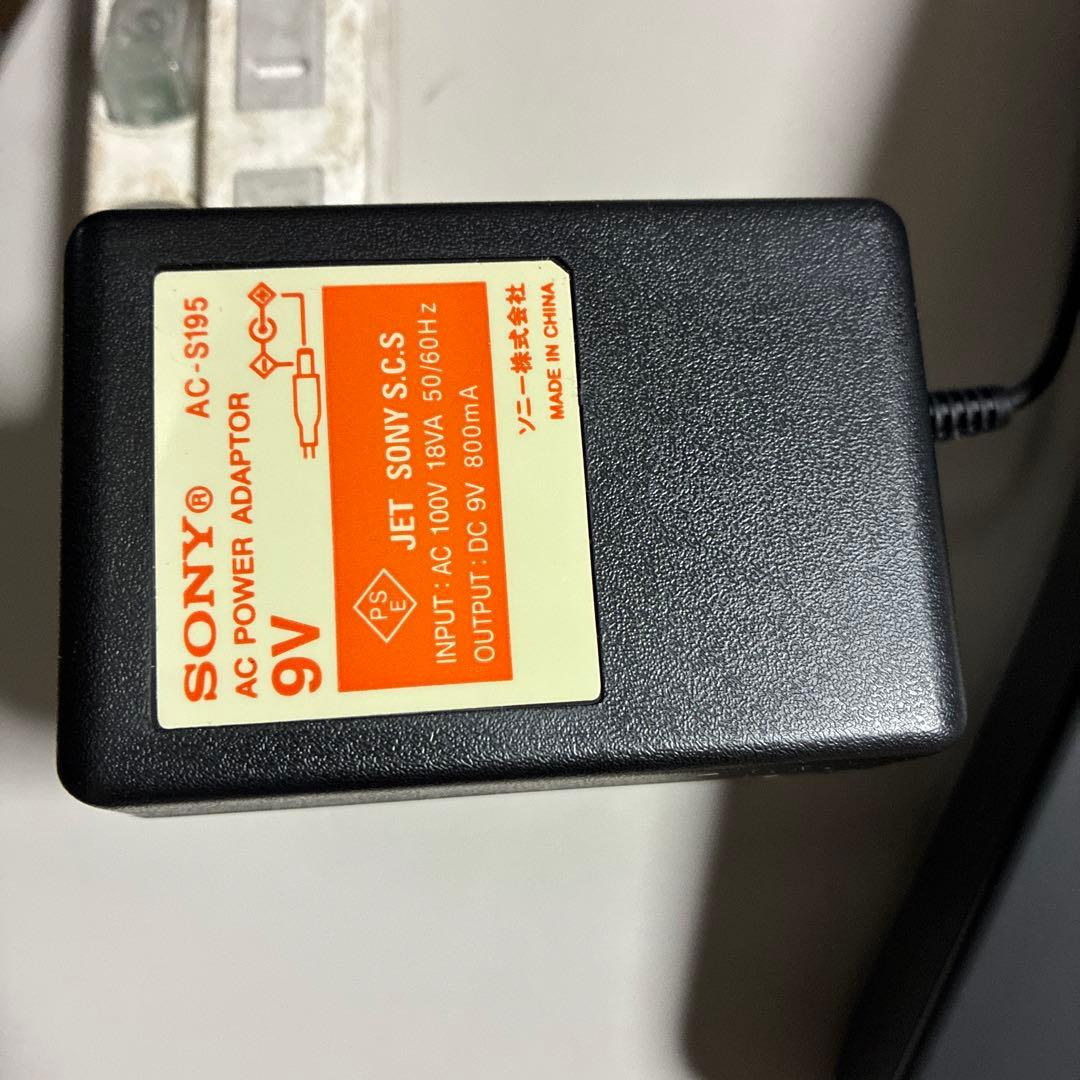 SONY® AC-S195
AC POWER ADAPTOR
9V
PSE
JET SONY S.C.S
INPUT : AC 100V 18VA 50/60Hz
OUTPUT : DC 9V 800mA
ソニー株式会社
MADE IN CHINA